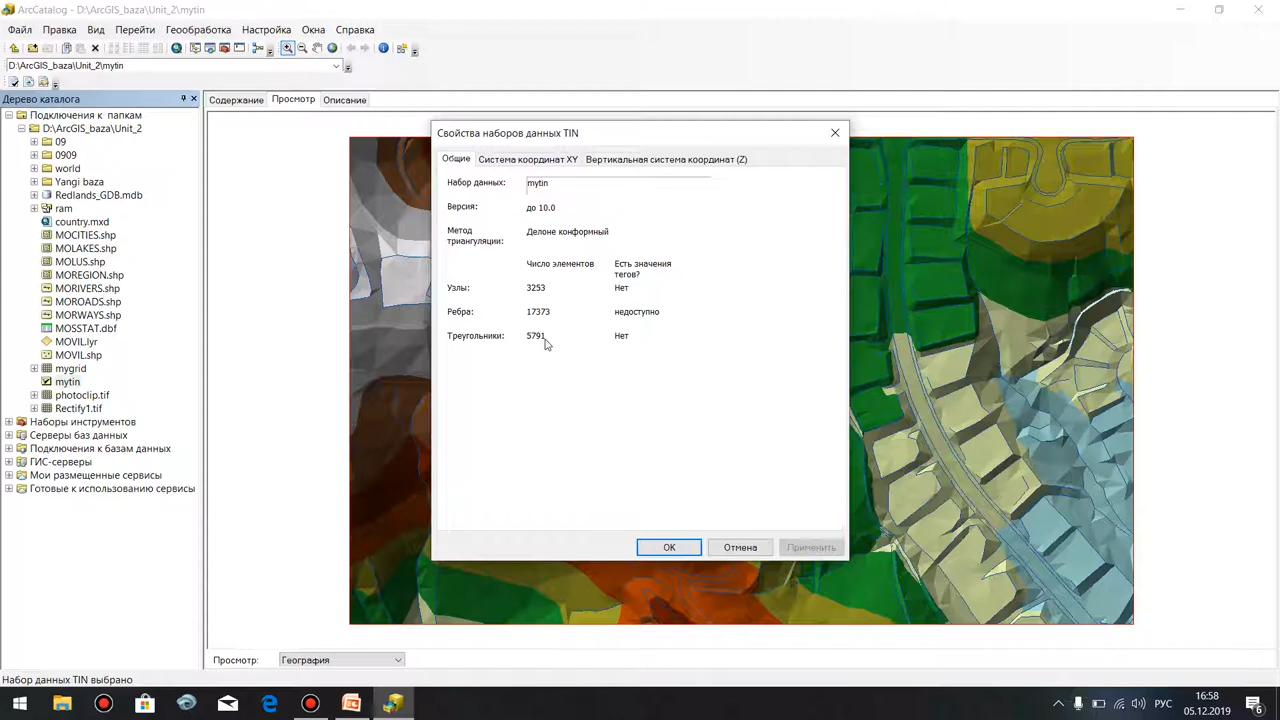 ArcCatalog - D:\ArcGIS_baza\Unit_2\mytin
Файл Правка Вид Перейти Геообработка Настройка Окна Справка
D:\ArcGIS_baza\Unit_2\mytin
Дерево каталога
Содержание Просмотр Описание
Подключения к папкам
D:\ArcGIS_baza\Unit_2
09
0909
world
Yangi baza
Redlands_GDB.mdb
ram
country.mxd
MOCITIES.shp
MOLAKES.shp
MOLUS.shp
MOREGION.shp
MORIVERS.shp
MOROADS.shp
MORWAYS.shp
MOSSTAT.dbf
MOVIL.lyr
MOVIL.shp
mygrid
mytin
photoclip.tif
Rectify1.tif
Наборы инструментов
Серверы баз данных
Подключения к базам данных
ГИС-серверы
Мои размещенные сервисы
Готовые к использованию сервисы
Свойства наборов данных TIN
Общие Система координат XY Вертикальная система координат (Z)
Набор данных: mytin
Версия: до 10.0
Метод триангуляции: Делоне конформный
Число элементов Есть значения тегов?
Узлы: 3253 Нет
Ребра: 17373 недоступно
Треугольники: 5791 Нет
ОК Отмена Применить
Просмотр: География
Набор данных TIN выбрано
РУС
16:58
05.12.2019
6